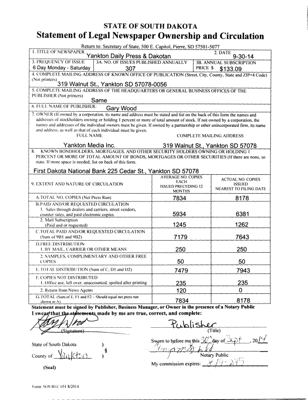 STATE OF SOUTH DAKOTA
Statement of Legal Newspaper Ownership and Circulation
Return to: Secretary of State, 500 E. Capitol, Pierre, SD 57501-5077
1. TITLE OF NEWSPAPER
2. DATE
Yankton Daily Press & Dakotan
9-30-14
3. FREQUENCY OF ISSUE
3A. NO. OF ISSUES PUBLISHED ANNUALLY
3B. ANNUAL SUBSCRIPTION
6 Day Monday - Saturday
307
PRICE $ $133.09
4. COMPLETE MAILING ADDRESS OF KNOWN OFFICE OF PUBLICATION (Street, City, County, State and ZIP+4 Code)
(Not printers)
319 Walnut St., Yankton, SD 57078-0056
5. COMPLETE MAILING ADDRESS OF THE HEADQUARTERS OF GENERAL BUSINESS OFFICES OF THE
PUBLISHER (Not printers)
Same
6. FULL NAME OF PUBLISHER
Gary Wood
7. OWNER (If owned by a corporation, its name and address must be stated and list on this form the names and
addresses of stockholders owning or holding 1 percent or more of total amount of stock. If not owned by a corporation, the
names and addresses of the individual owners must be given. If owned by a partnership or other unincorporated firm, its name
and address, as well as that of each individual must be given.
FULL NAME
COMPLETE MAILING ADDRESS
Yankton Media Inc.
319 Walnut St., Yankton, SD 57078
8. KNOWN BONDHOLDERS, MORTGAGES, AND OTHER SECURITY HOLDERS OWNING OR HOLDING 1
PERCENT OR MORE TOTAL AMOUNT OF BONDS, MORTGAGES OR OTHER SECURITIES (If there are none, so
state. If more space is needed, list on back of this form.
First Dakota National Bank 225 Cedar St., Yankton SD 57078
9. EXTENT AND NATURE OF CIRCULATION
AVERAGE NO. COPIES EACH ISSUED PRECEDING 12 MONTHS
ACTUAL NO. COPIES ISSUED NEAREST TO FILING DATE
A. TOTAL NO. COPIES (Net Press Run)
7834
8178
B. PAID AND/OR REQUESTED CIRCULATION
1. Sales through dealers and carriers, street vendors,
counter sales, and paid electronic copies.
5934
6381
2. Mail Subscription
(Paid and or requested)
1245
1262
C. TOTAL PAID AND/OR REQUESTED CIRCULATION
(Sum of 9B1 and 9B2)
7179
7643
D. FREE DISTRIBUTION
1. BY MAIL, CARRIER OR OTHER MEANS
250
250
2. SAMPLES, COMPLIMENTARY AND OTHER FREE
COPIES
50
50
E. TOTAL DISTRIBUTION (Sum of C, D1 and D2)
7479
7943
F. COPIES NOT DISTRIBUTED
1. Office use, left over, unaccounted, spoiled after printing
235
235
2. Return from News Agents
120
0
G. TOTAL (Sum of E, F1 and F2 - Should equal net press run
shown in A)
7834
8178
Statement must be signed by Publisher, Business Manager, or Owner in the presence of a Notary Public
I swear that the statements made by me are true, correct, and complete:
Gary Wood
Publisher
(Signature)
(Title)
State of South Dakota )
Sworn to before me this day of Sept, 2014
County of Yankton )
Notary Public
(Seal)
My commission expires: